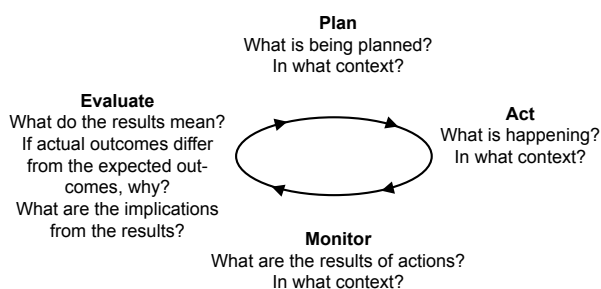 Plan
What is being planned?
In what context?
Evaluate
What do the results mean?
If actual outcomes differ
from the expected out-
comes, why?
What are the implications
from the results?
Act
What is happening?
In what context?
Monitor
What are the results of actions?
In what context?